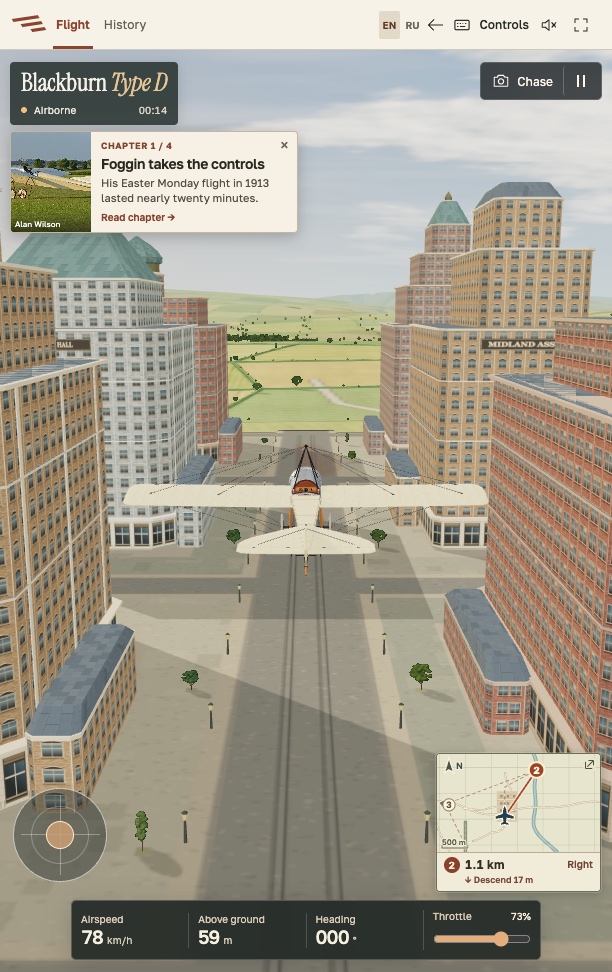 Flight
History
EN
RU
Controls
Blackburn Type D
Airborne
00:14
Chase
CHAPTER 1 / 4
Foggin takes the controls
His Easter Monday flight in 1913
lasted nearly twenty minutes.
Read chapter →
Alan Wilson
HALL
MIDLAND ASS
N
2
3
500 m
2
1.1 km
Right
↓ Descend 17 m
Airspeed
78 km/h
Above ground
59 m
Heading
000 °
Throttle
73%